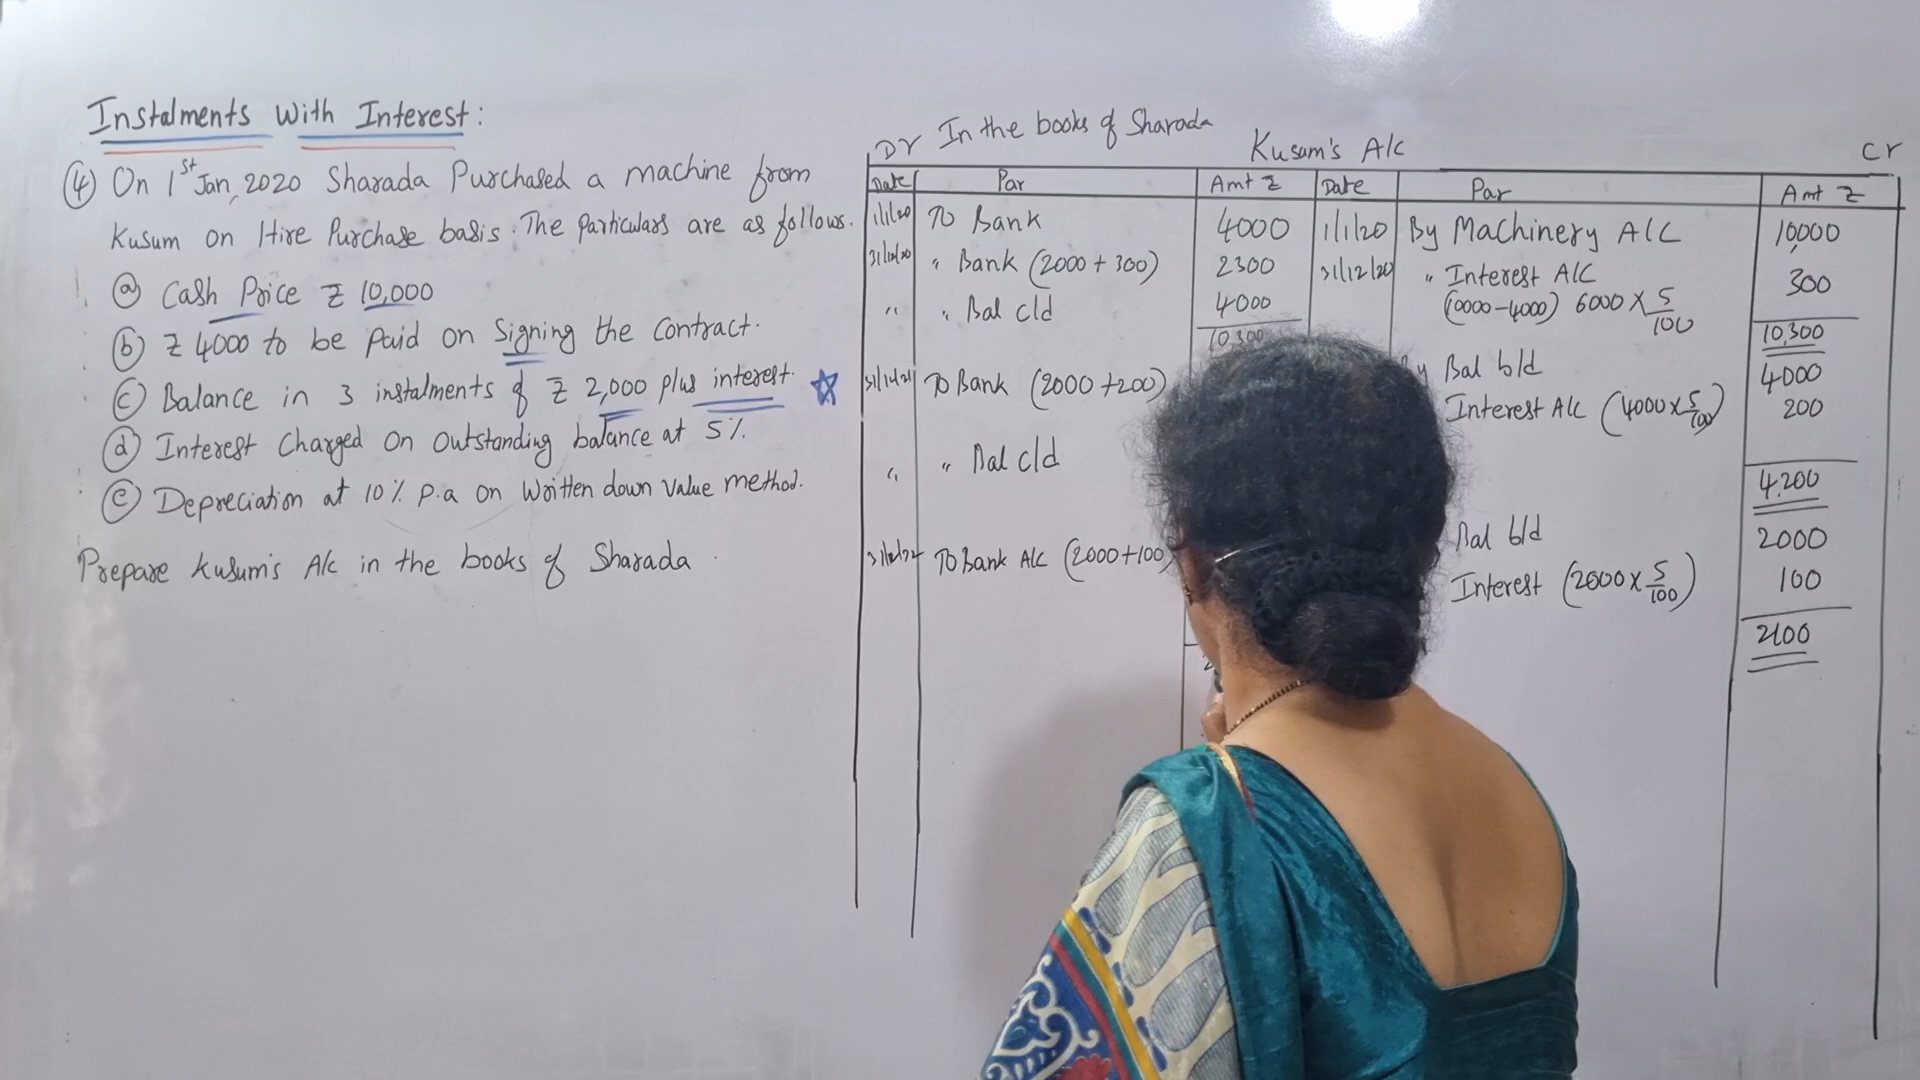 Instalments With Interest:
④ On 1st Jan, 2020 Sharada Purchased a machine from
Kusum on Hire Purchase basis. The Particulars are as follows.
ⓐ Cash Price ₹ 10,000
ⓑ ₹ 4000 to be paid on Signing the Contract.
ⓒ Balance in 3 instalments of ₹ 2,000 plus interest.
ⓓ Interest Charged on Outstanding balance at 5%.
ⓔ Depreciation at 10% p.a on Written down Value method.
Prepare Kusum's A/c in the books of Sharada
In the books of Sharada
Dr Kusum's A/c Cr
Date Par Amt ₹ Date Par Amt ₹
1/1/20 To Bank 4000 1/1/20 By Machinery A/C 10,000
31/12/20 " Bank (2000 + 300) 2300 31/12/20 " Interest A/C 300
" " Bal c/d 4000 (10000-4000) 6000 × 5/100
10,300 10,300
Bal b/d 4000
31/12/21 To Bank (2000 + 200) Interest A/c (4000 × 5/100) 200
" " Bal c/d
4,200
Bal b/d 2000
31/12/22 To Bank A/c (2000+100) Interest (2000 × 5/100) 100
2100